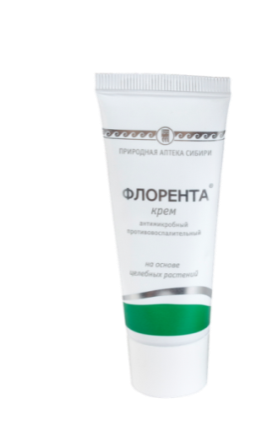 ПРИРОДНАЯ АПТЕКА СИБИРИ
ФЛОРЕНТА®
крем
антимикробный
противовоспалительный
на основе
целебных растений